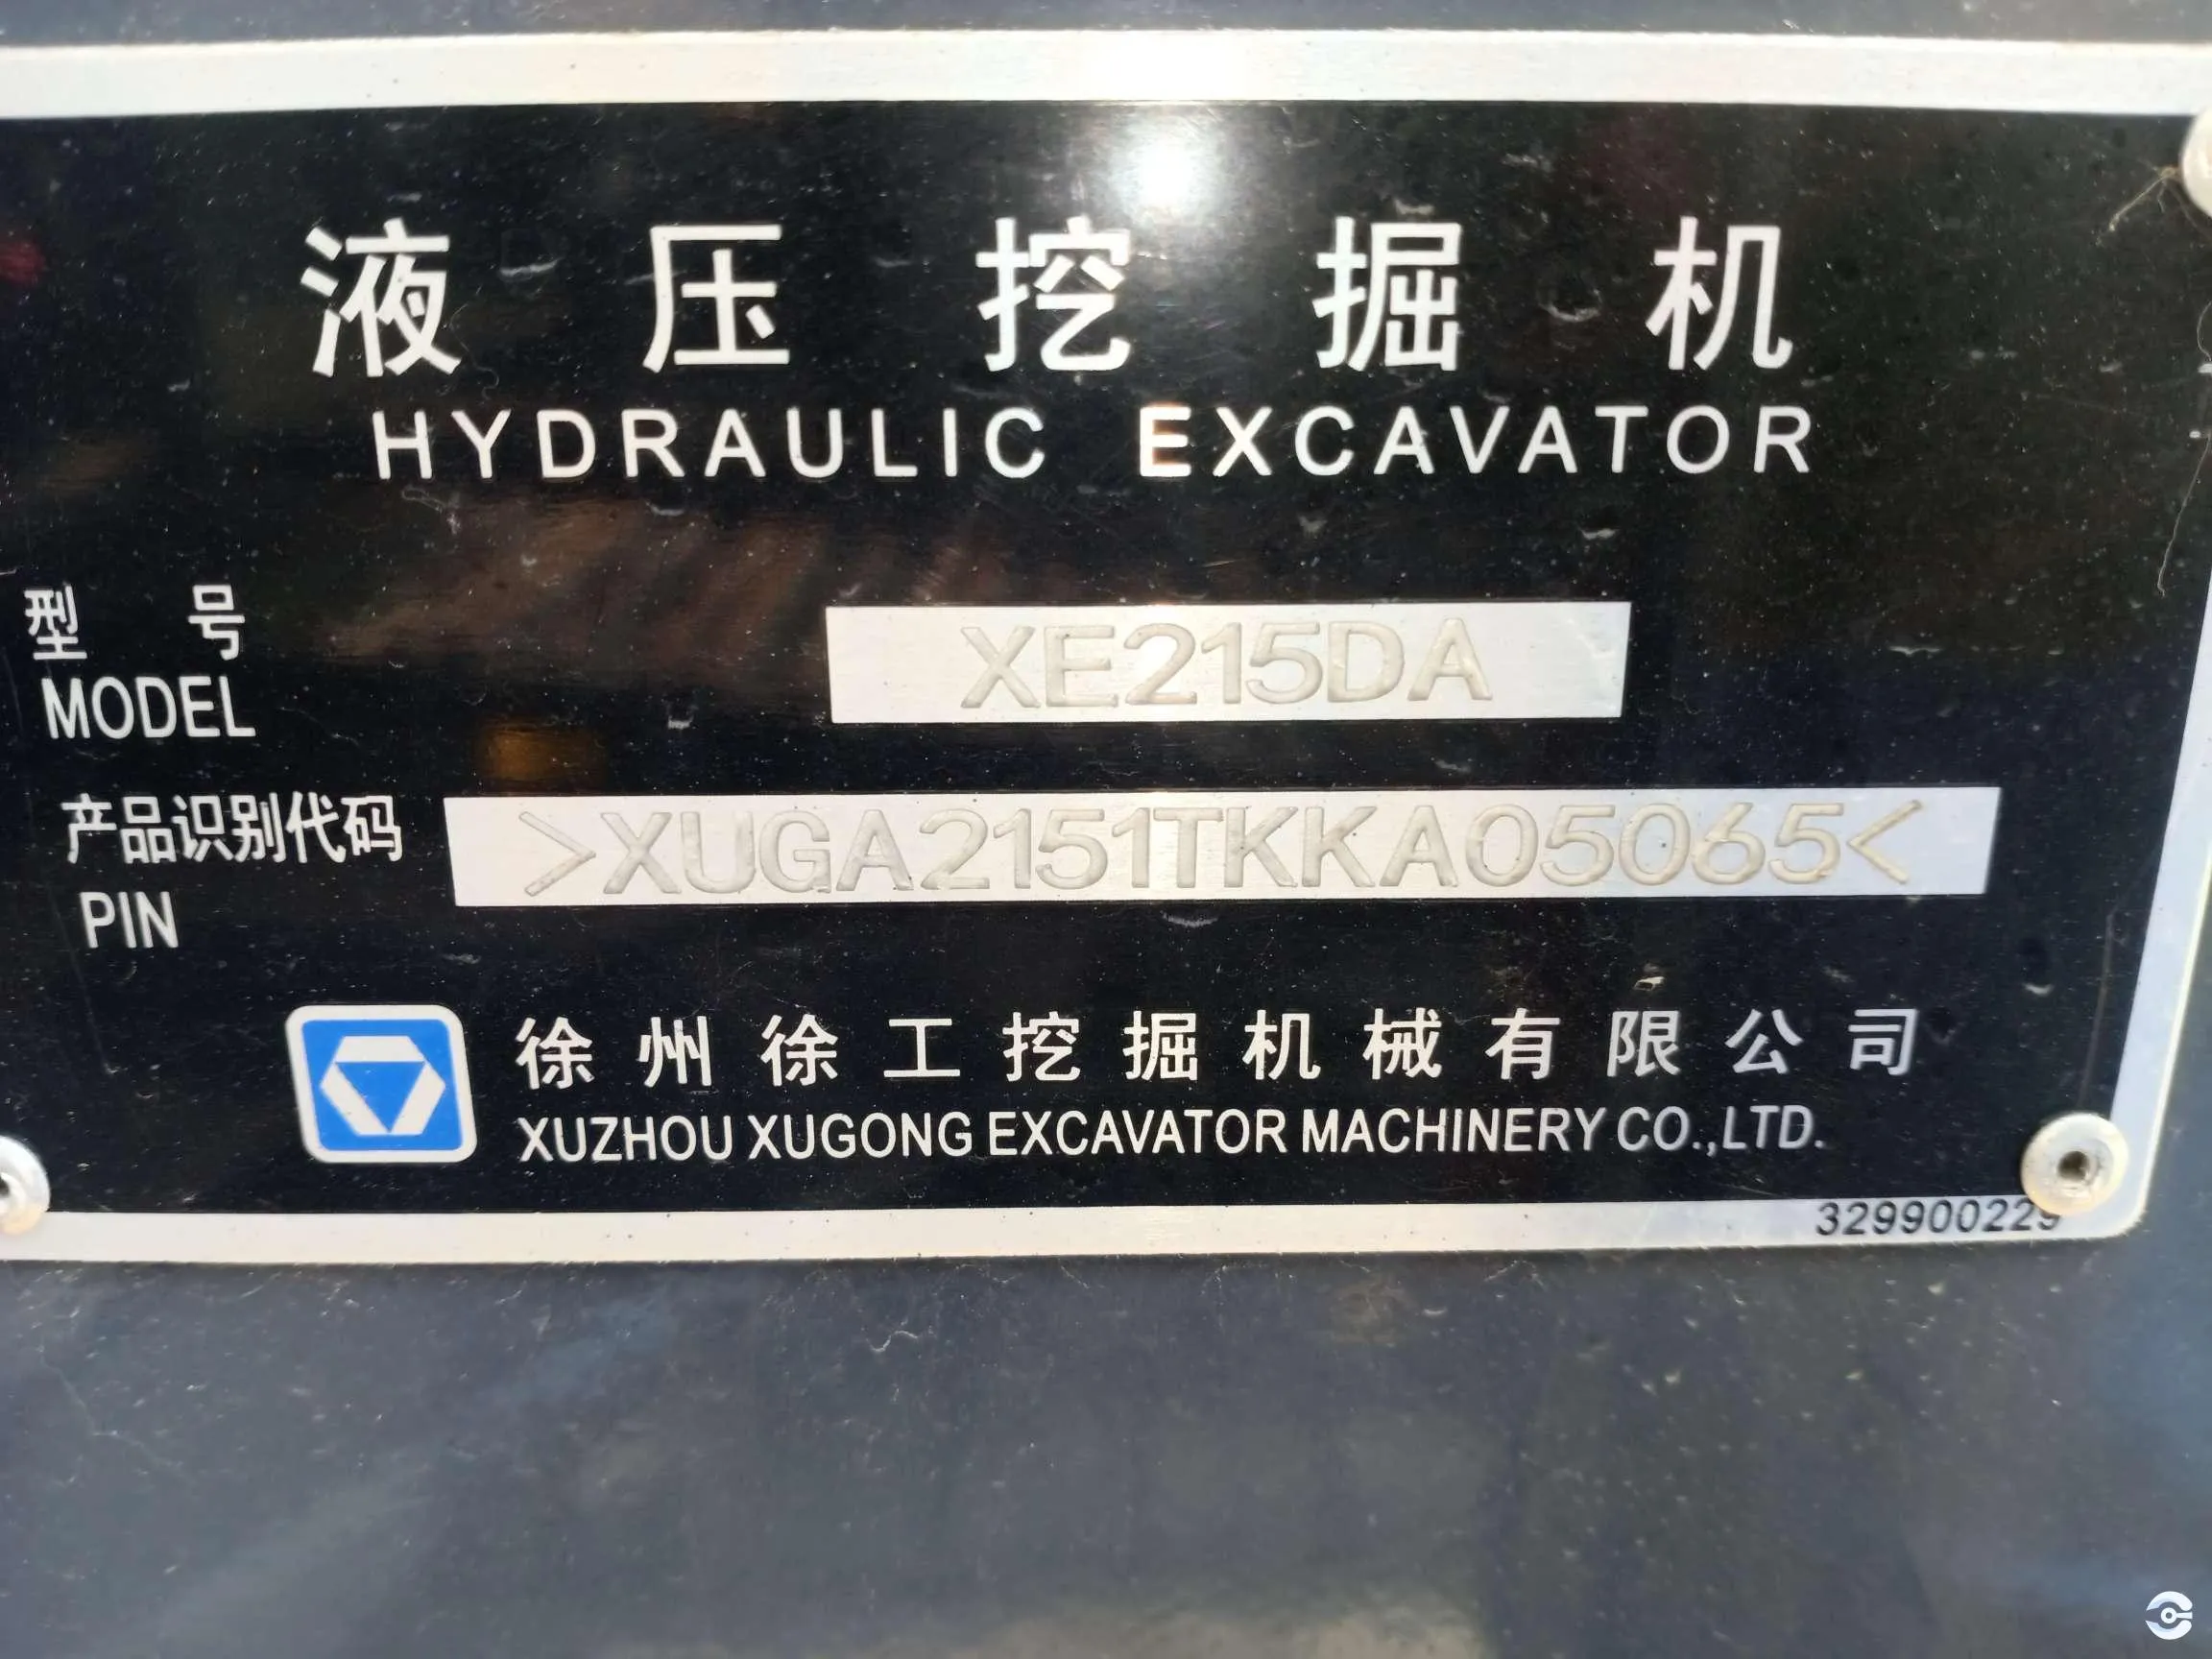 液压挖掘机
HYDRAULIC EXCAVATOR
型号 XE215DA
MODEL
产品识别代码 >XUGA2151TKKA05065<
PIN
徐州徐工挖掘机械有限公司
XUZHOU XUGONG EXCAVATOR MACHINERY CO.,LTD.
329900229